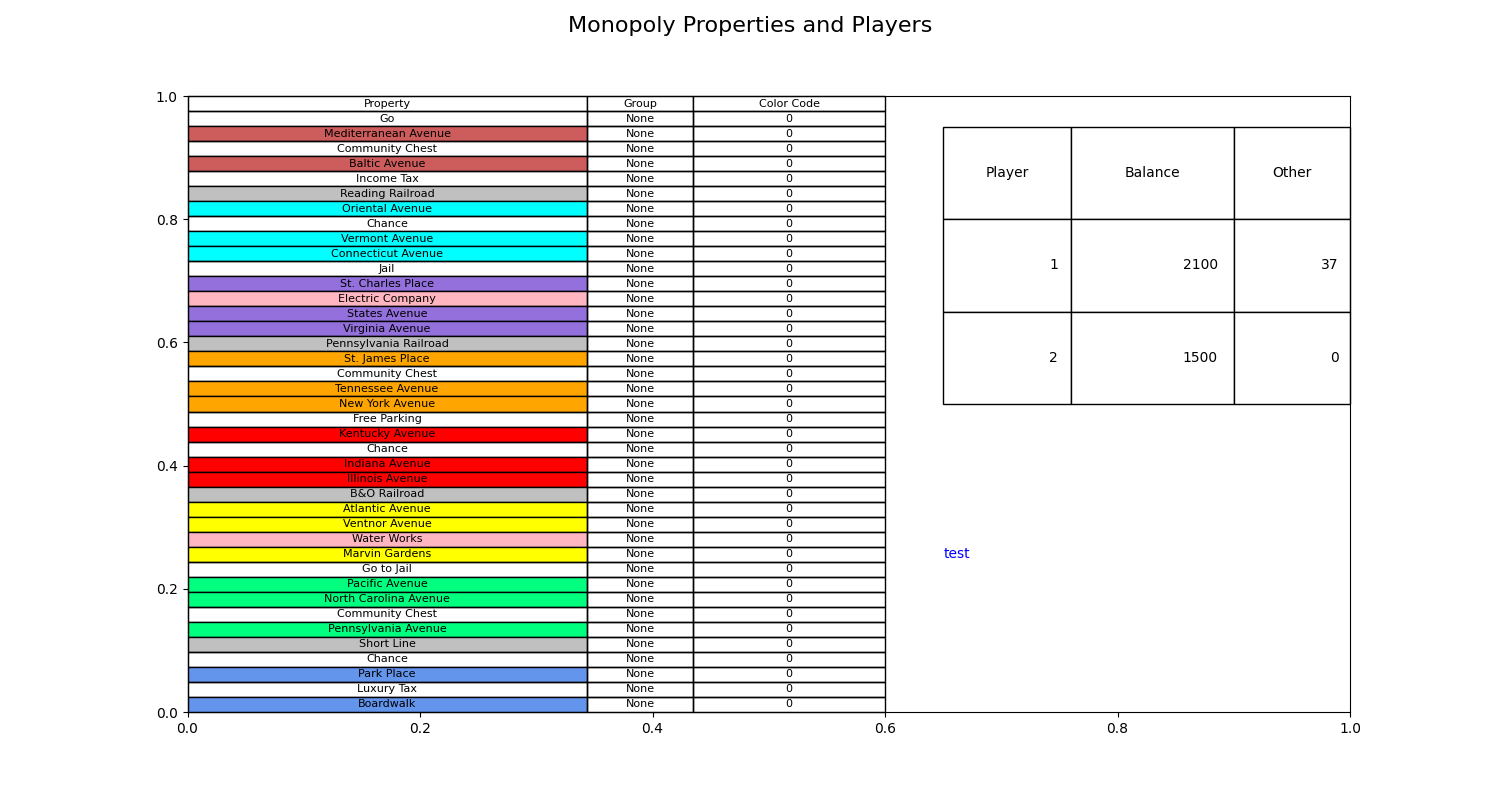 Monopoly Properties and Players
1.0
0.8
0.6
0.4
0.2
0.0
Property Group Color Code
Go None 0
Mediterranean Avenue None 0
Community Chest None 0
Baltic Avenue None 0
Income Tax None 0
Reading Railroad None 0
Oriental Avenue None 0
Chance None 0
Vermont Avenue None 0
Connecticut Avenue None 0
Jail None 0
St. Charles Place None 0
Electric Company None 0
States Avenue None 0
Virginia Avenue None 0
Pennsylvania Railroad None 0
St. James Place None 0
Community Chest None 0
Tennessee Avenue None 0
New York Avenue None 0
Free Parking None 0
Kentucky Avenue None 0
Chance None 0
Indiana Avenue None 0
Illinois Avenue None 0
B&O Railroad None 0
Atlantic Avenue None 0
Ventnor Avenue None 0
Water Works None 0
Marvin Gardens None 0
Go to Jail None 0
Pacific Avenue None 0
North Carolina Avenue None 0
Community Chest None 0
Pennsylvania Avenue None 0
Short Line None 0
Chance None 0
Park Place None 0
Luxury Tax None 0
Boardwalk None 0
Player Balance Other
1 2100 37
2 1500 0
test
0.0 0.2 0.4 0.6 0.8 1.0